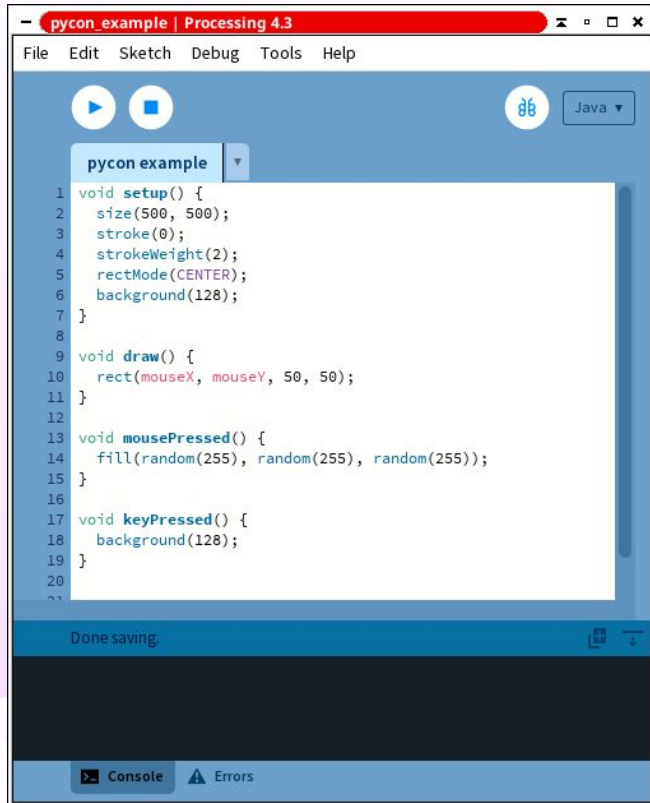 pycon_example | Processing 4.3
File Edit Sketch Debug Tools Help
Java ▼
pycon example ▼
1 void setup() {
2   size(500, 500);
3   stroke(0);
4   strokeWeight(2);
5   rectMode(CENTER);
6   background(128);
7 }
8
9 void draw() {
10   rect(mouseX, mouseY, 50, 50);
11 }
12
13 void mousePressed() {
14   fill(random(255), random(255), random(255));
15 }
16
17 void keyPressed() {
18   background(128);
19 }
20
21
Done saving.
Console Errors